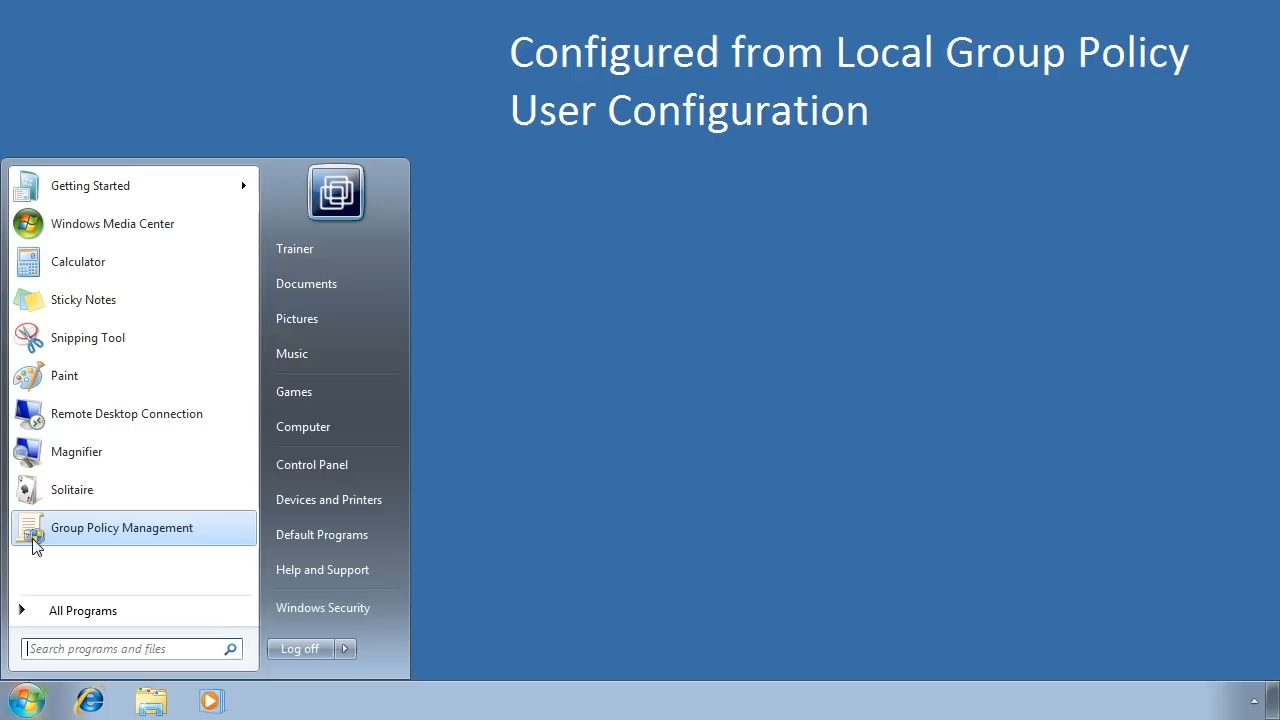 Configured from Local Group Policy
User Configuration
Getting Started
Windows Media Center
Calculator
Sticky Notes
Snipping Tool
Paint
Remote Desktop Connection
Magnifier
Solitaire
Group Policy Management
All Programs
Search programs and files
Trainer
Documents
Pictures
Music
Games
Computer
Control Panel
Devices and Printers
Default Programs
Help and Support
Windows Security
Log off